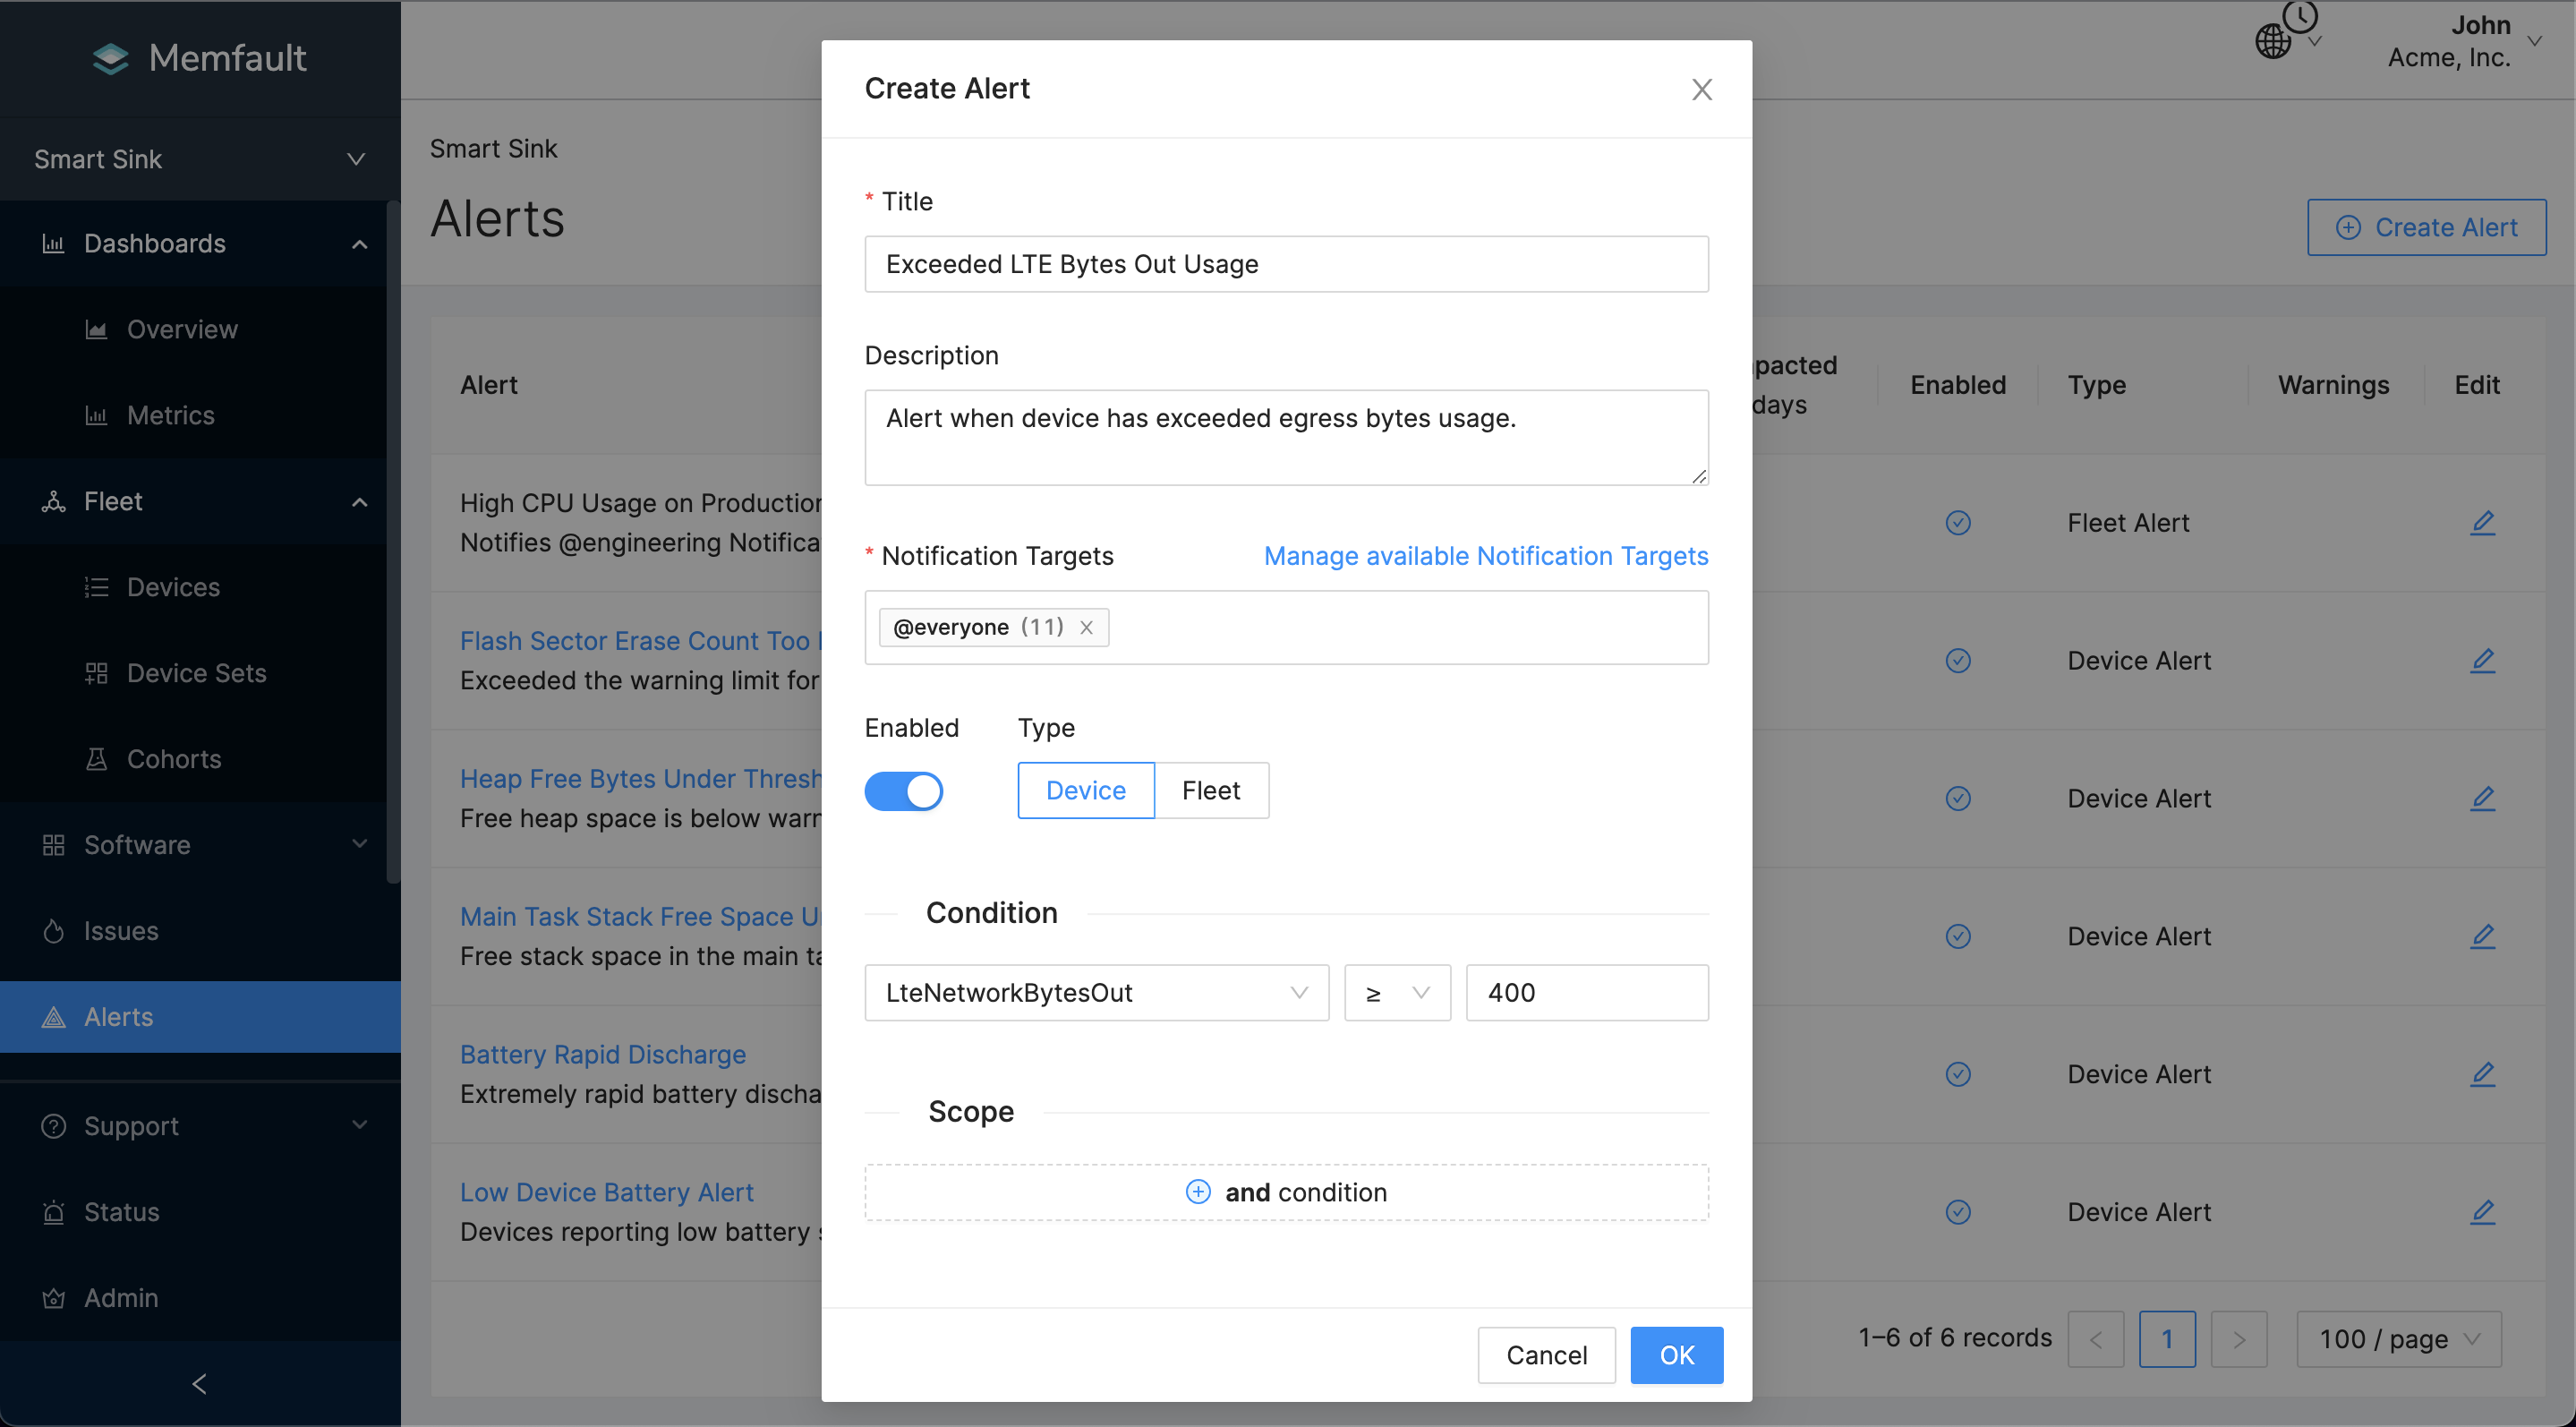 Memfault
John
Acme, Inc.
Smart Sink
Dashboards
Overview
Metrics
Fleet
Devices
Device Sets
Cohorts
Software
Issues
Alerts
Support
Status
Admin
Smart Sink
Alerts
Create Alert
Alert
pacted
days
Enabled
Type
Warnings
Edit
High CPU Usage on Production
Notifies @engineering Notifica
Fleet Alert
Flash Sector Erase Count Too
Exceeded the warning limit for
Device Alert
Heap Free Bytes Under Thresh
Free heap space is below warn
Device Alert
Main Task Stack Free Space U
Free stack space in the main ta
Device Alert
Battery Rapid Discharge
Extremely rapid battery discha
Device Alert
Low Device Battery Alert
Devices reporting low battery s
Device Alert
1–6 of 6 records
1
100 / page
Create Alert
* Title
Exceeded LTE Bytes Out Usage
Description
Alert when device has exceeded egress bytes usage.
* Notification Targets
Manage available Notification Targets
@everyone (11)
Enabled
Type
Device
Fleet
Condition
LteNetworkBytesOut
≥
400
Scope
and condition
Cancel
OK